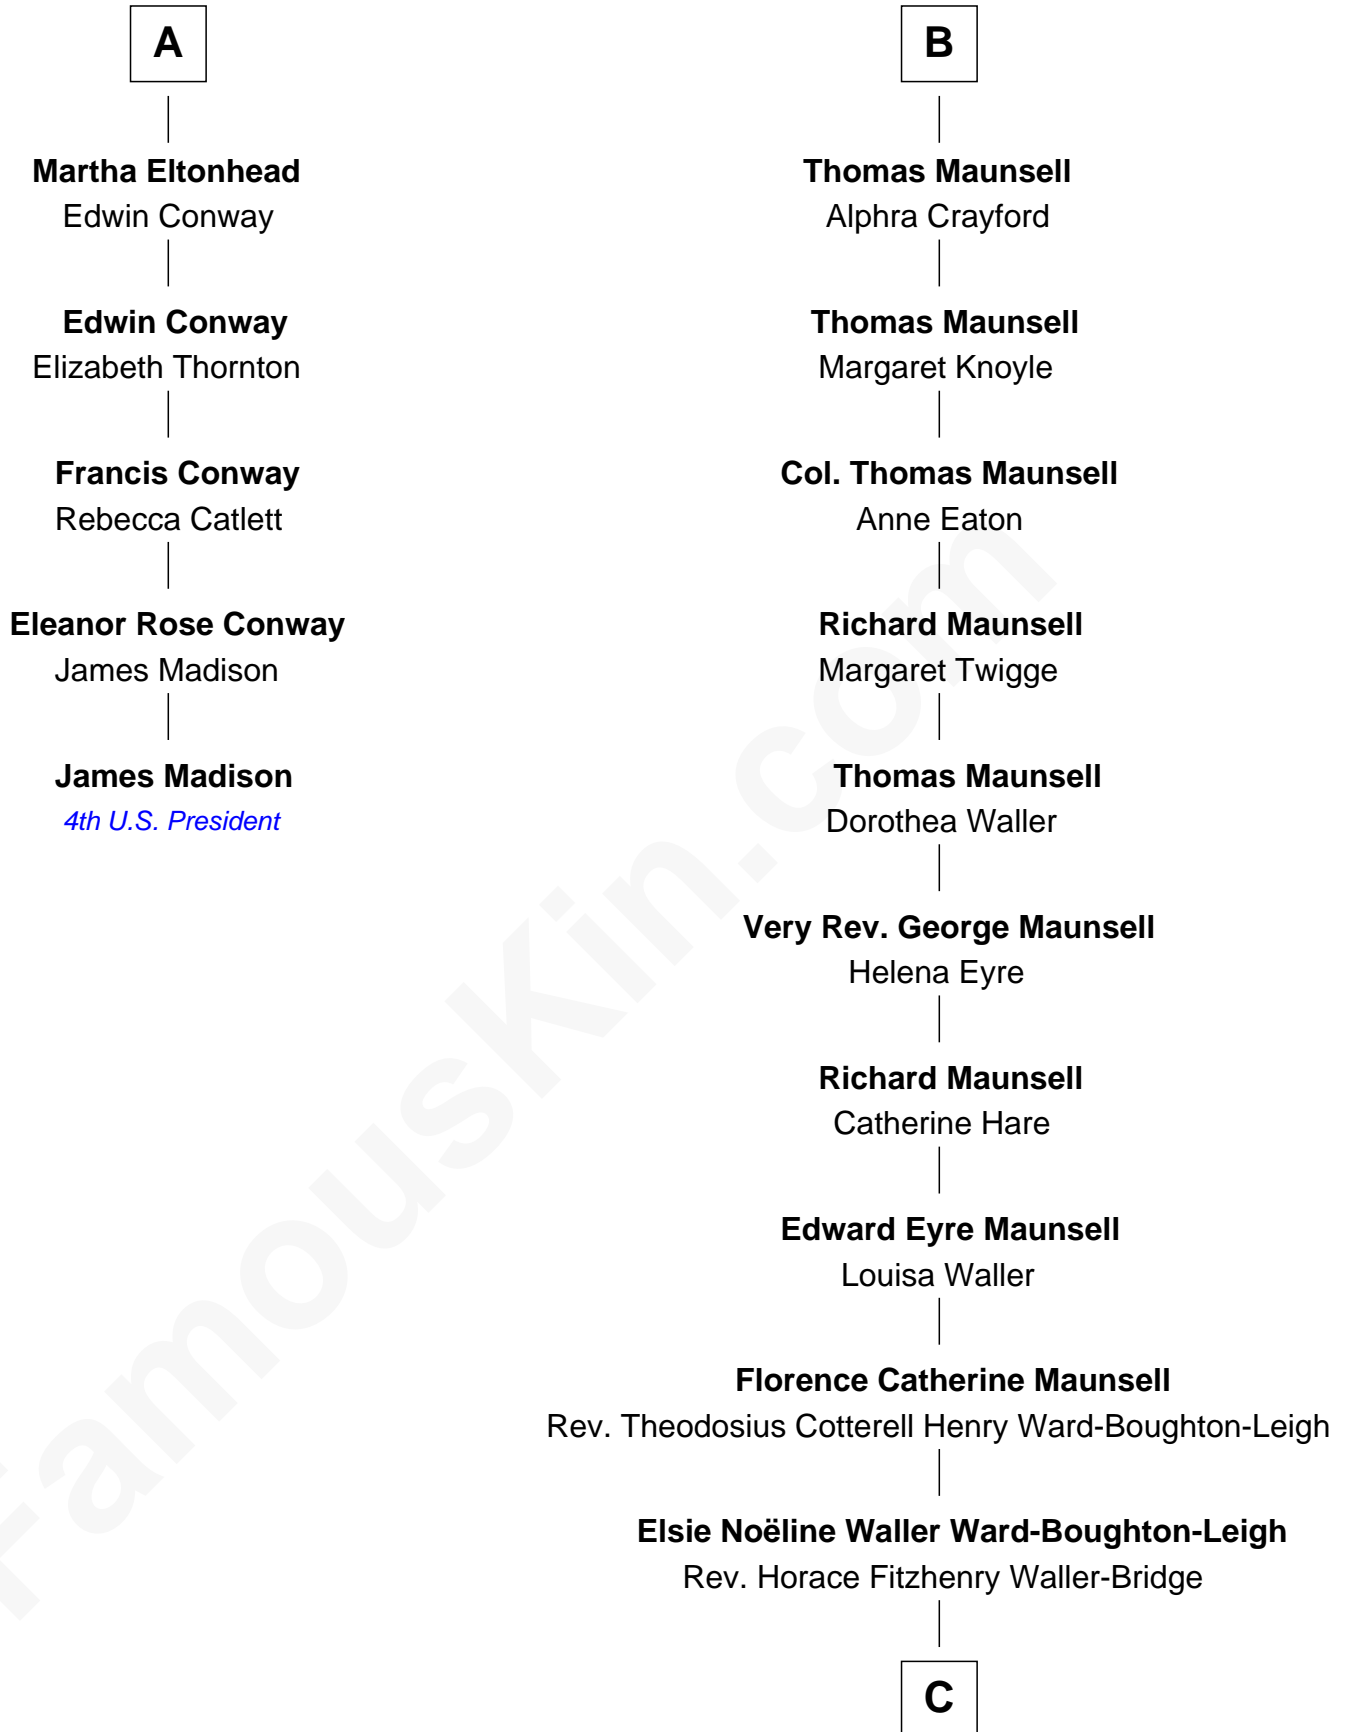 A
Martha Eltonhead
Edwin Conway
Edwin Conway
Elizabeth Thornton
Francis Conway
Rebecca Catlett
Eleanor Rose Conway
James Madison
James Madison
4th U.S. President
B
Thomas Maunsell
Alphra Crayford
Thomas Maunsell
Margaret Knoyle
Col. Thomas Maunsell
Anne Eaton
Richard Maunsell
Margaret Twigge
Thomas Maunsell
Dorothea Waller
Very Rev. George Maunsell
Helena Eyre
Richard Maunsell
Catherine Hare
Edward Eyre Maunsell
Louisa Waller
Florence Catherine Maunsell
Rev. Theodosius Cotterell Henry Ward-Boughton-Leigh
Elsie Noëline Waller Ward-Boughton-Leigh
Rev. Horace Fitzhenry Waller-Bridge
C
FamousKin.com